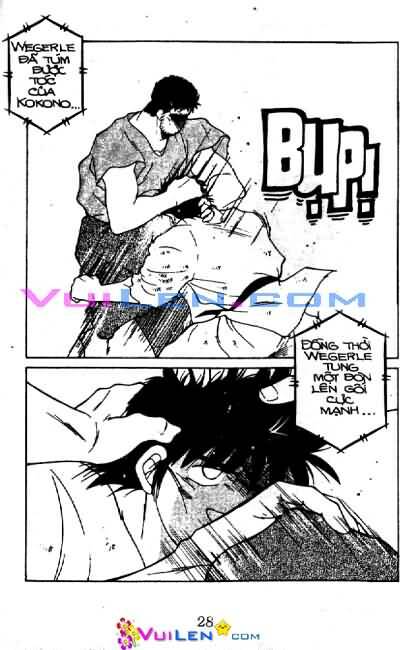 WEGERLE
ĐÃ TÚM
ĐƯỢC
TÓC
CỦA
KOKONO...
BỤP!
VUILEN.COM
ĐỒNG THỜI
WEGERLE
TUNG
MỘT ĐÒN
LÊN GỐI
CỰC
MẠNH...
28
VUILEN.COM